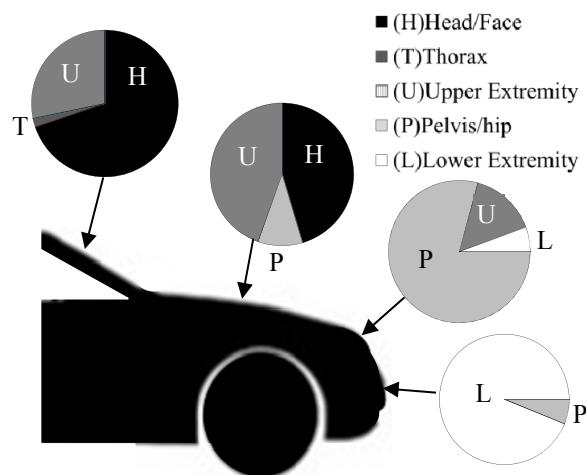 (H)Head/Face
(T)Thorax
(U)Upper Extremity
(P)Pelvis/hip
(L)Lower Extremity
U
H
T
U
H
P
U
P
L
L
P